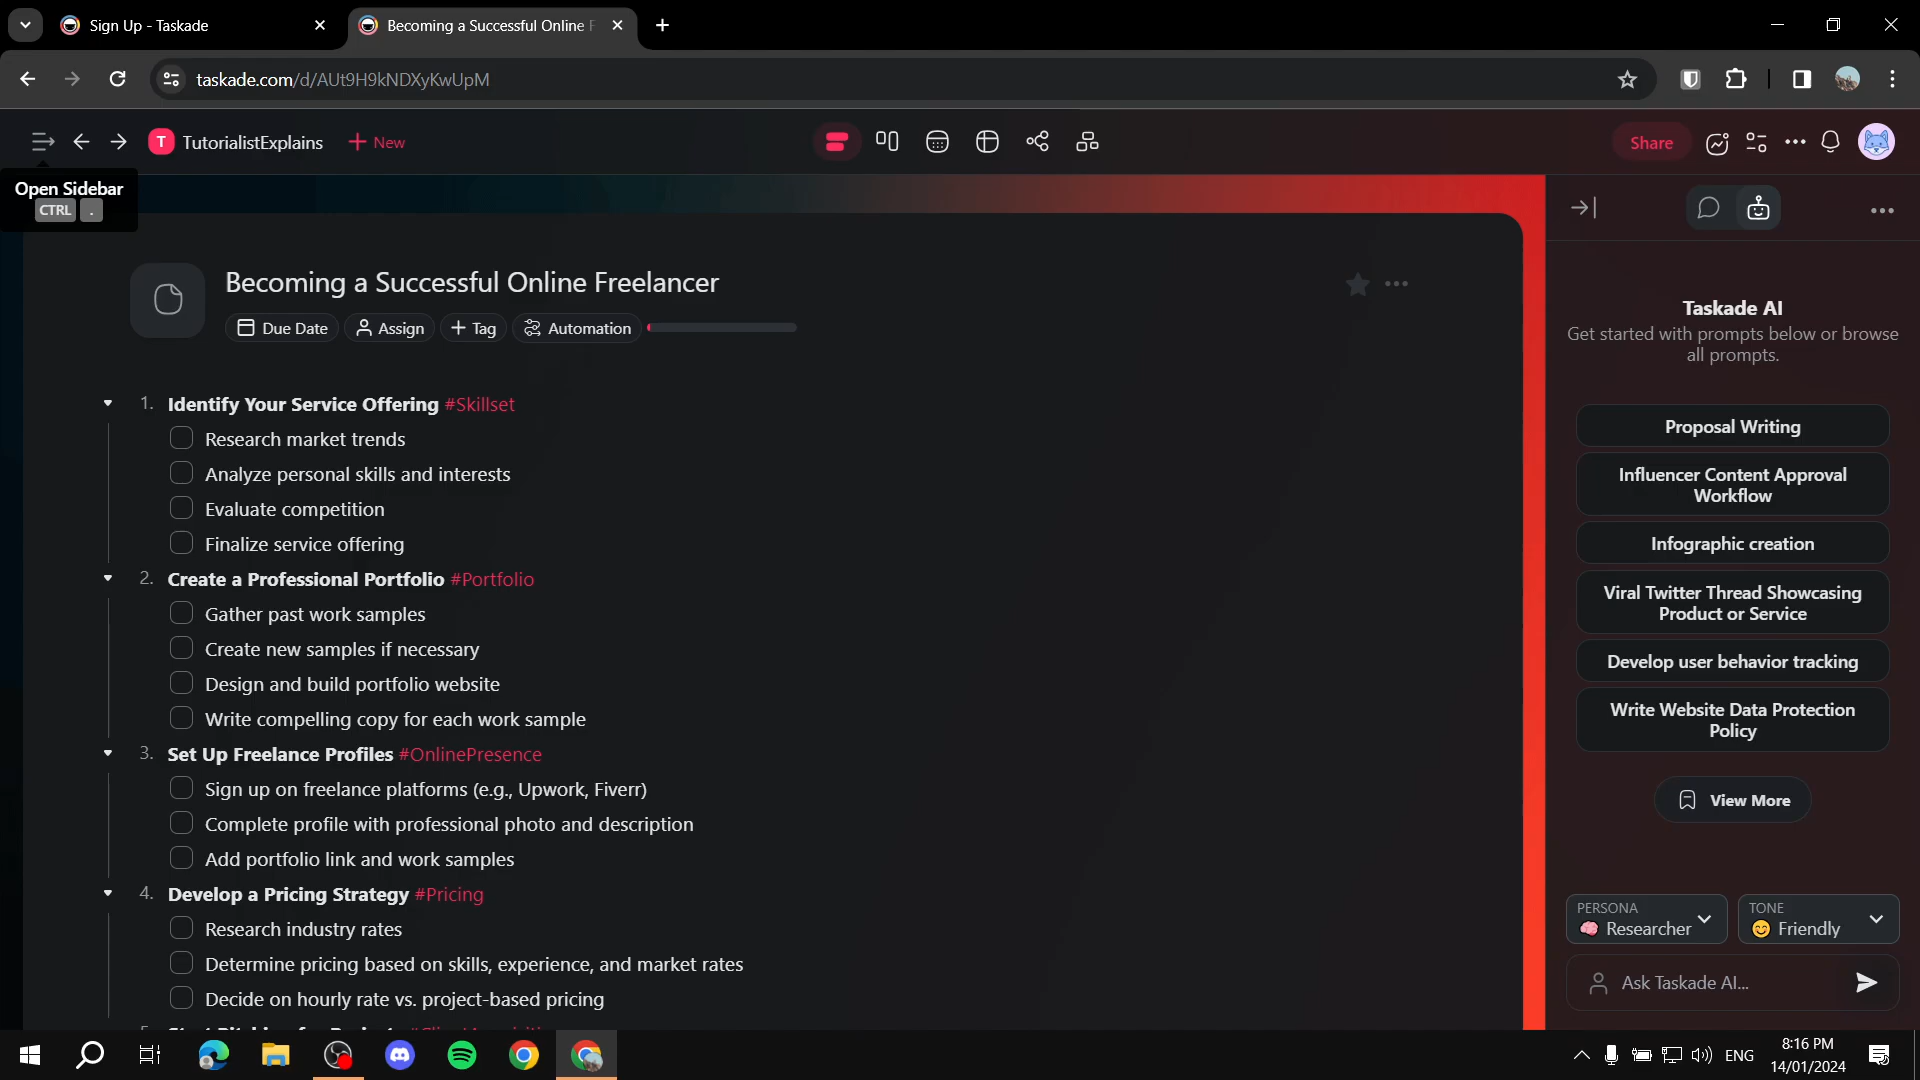 Sign Up - Taskade
Becoming a Successful Online F
taskade.com/d/AUt9H9kNDXyKwUpM
T TutorialistExplains
New
Share
Open Sidebar
CTRL .
Becoming a Successful Online Freelancer
Due Date
Assign
Tag
Automation
1. Identify Your Service Offering #Skillset
Research market trends
Analyze personal skills and interests
Evaluate competition
Finalize service offering
2. Create a Professional Portfolio #Portfolio
Gather past work samples
Create new samples if necessary
Design and build portfolio website
Write compelling copy for each work sample
3. Set Up Freelance Profiles #OnlinePresence
Sign up on freelance platforms (e.g., Upwork, Fiverr)
Complete profile with professional photo and description
Add portfolio link and work samples
4. Develop a Pricing Strategy #Pricing
Research industry rates
Determine pricing based on skills, experience, and market rates
Decide on hourly rate vs. project-based pricing
Taskade AI
Get started with prompts below or browse
all prompts.
Proposal Writing
Influencer Content Approval
Workflow
Infographic creation
Viral Twitter Thread Showcasing
Product or Service
Develop user behavior tracking
Write Website Data Protection
Policy
View More
PERSONA
Researcher
TONE
Friendly
Ask Taskade AI...
ENG
8:16 PM
14/01/2024